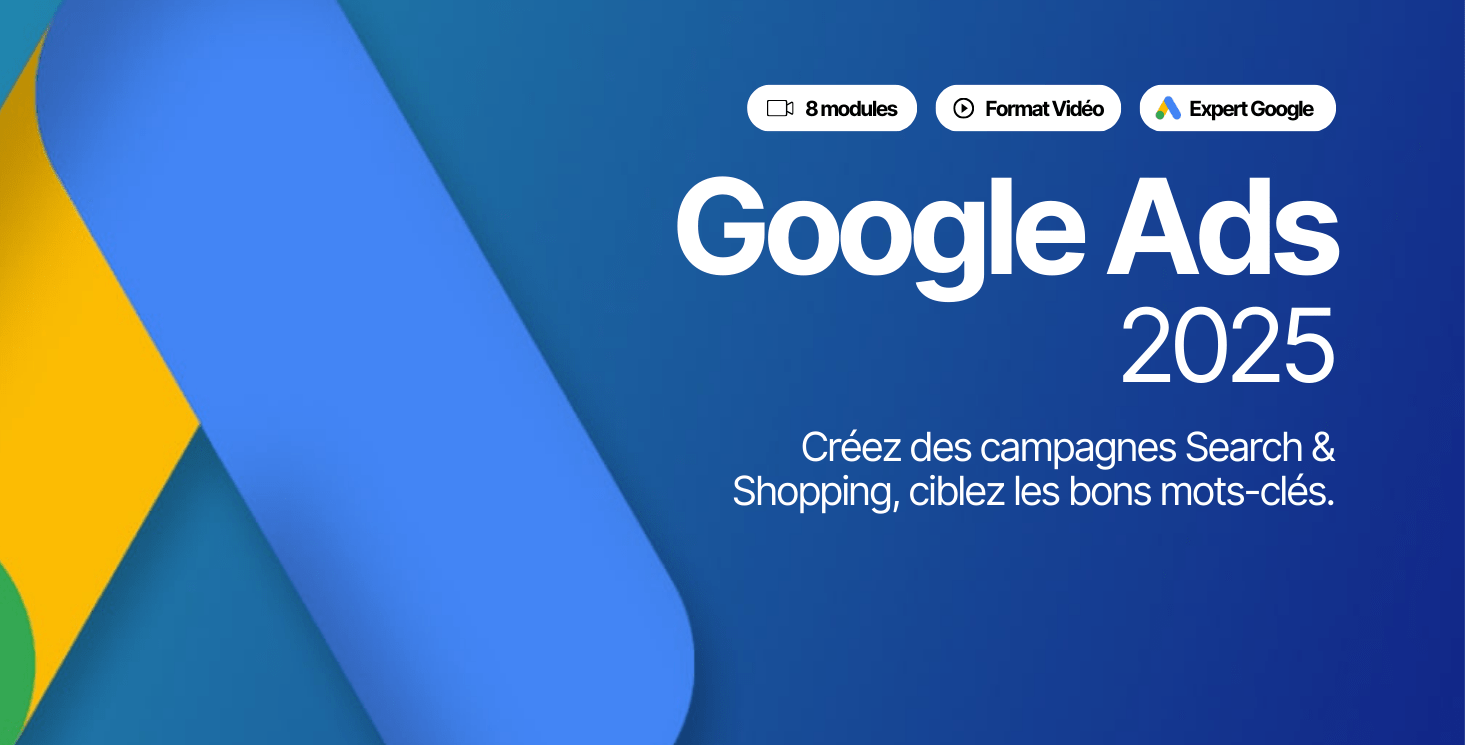 8 modules
Format Vidéo
Expert Google
Google Ads
2025
Créez des campagnes Search &
Shopping, ciblez les bons mots-clés.